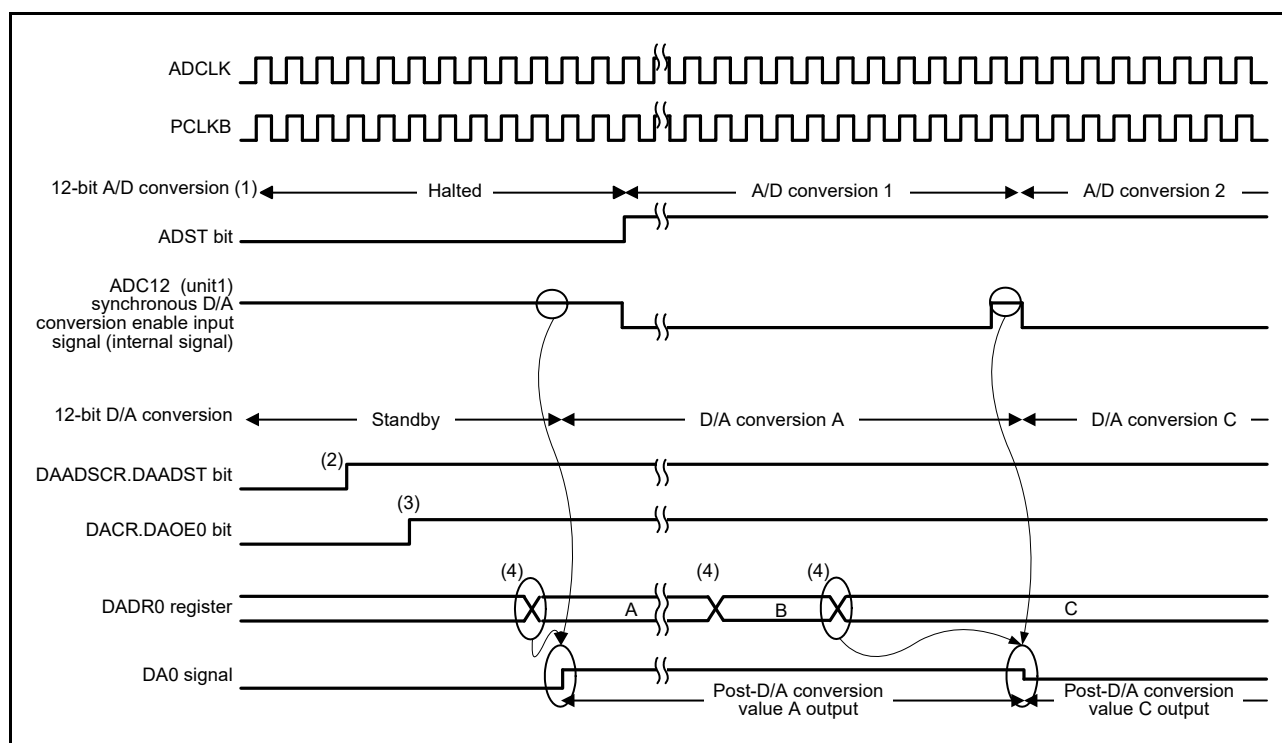 ADCLK
PCLKB
12-bit A/D conversion (1)
Halted
A/D conversion 1
A/D conversion 2
ADST bit
ADC12 (unit1)
synchronous D/A
conversion enable input
signal (internal signal)
12-bit D/A conversion
Standby
D/A conversion A
D/A conversion C
DAADSCR.DAADST bit
(2)
DACR.DAOE0 bit
(3)
(4)
(4)
(4)
DADR0 register
A
B
C
DA0 signal
Post-D/A conversion
value A output
Post-D/A conversion
value C output